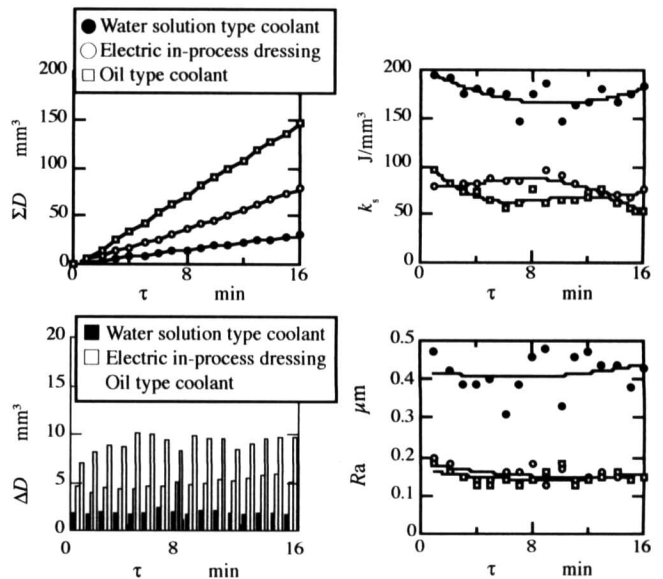 ● Water solution type coolant
○ Electric in-process dressing
□ Oil type coolant
200
150
100
50
0
ΣD mm³
0 8 16
τ min
200
150
100
50
0
kₛ J/mm³
0 8 16
τ min
■ Water solution type coolant
□ Electric in-process dressing
Oil type coolant
20
15
10
5
0
ΔD mm³
0 8 16
τ min
0.5
0.4
0.3
0.2
0.1
0
Ra µm
0 8 16
τ min